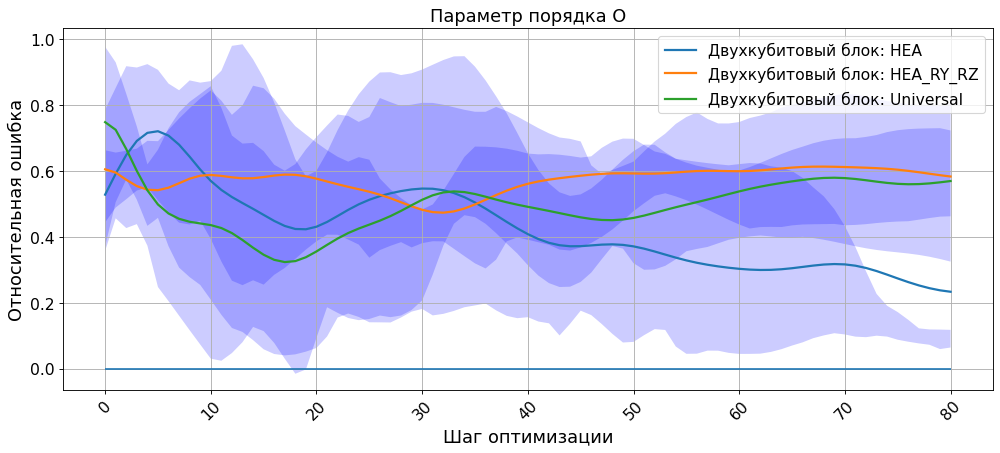 Параметр порядка O
Относительная ошибка
1.0
0.8
0.6
0.4
0.2
0.0
Двухкубитовый блок: HEA
Двухкубитовый блок: HEA_RY_RZ
Двухкубитовый блок: Universal
0 10 20 30 40 50 60 70 80
Шаг оптимизации